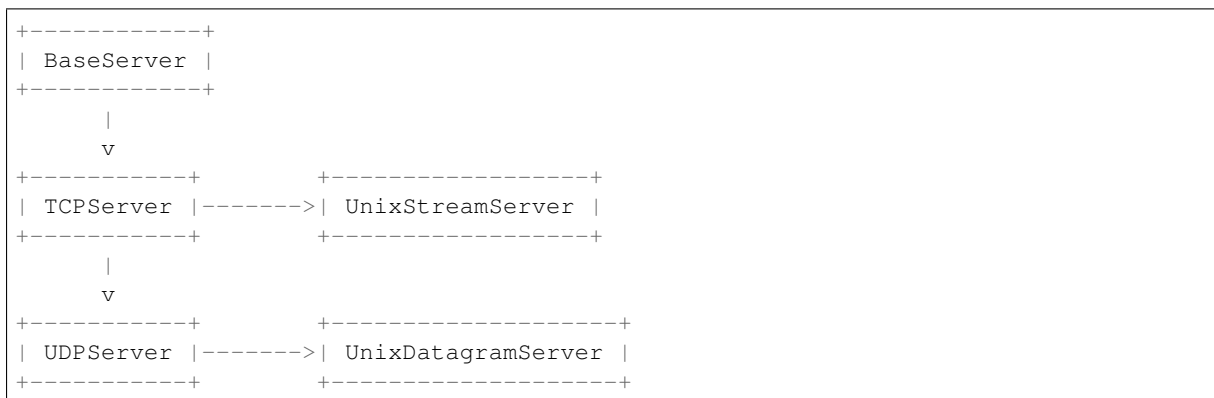 +------------+
| BaseServer |
+------------+
      |
      v
+-----------+        +------------------+
| TCPServer |------->| UnixStreamServer |
+-----------+        +------------------+
      |
      v
+-----------+        +--------------------+
| UDPServer |------->| UnixDatagramServer |
+-----------+        +--------------------+